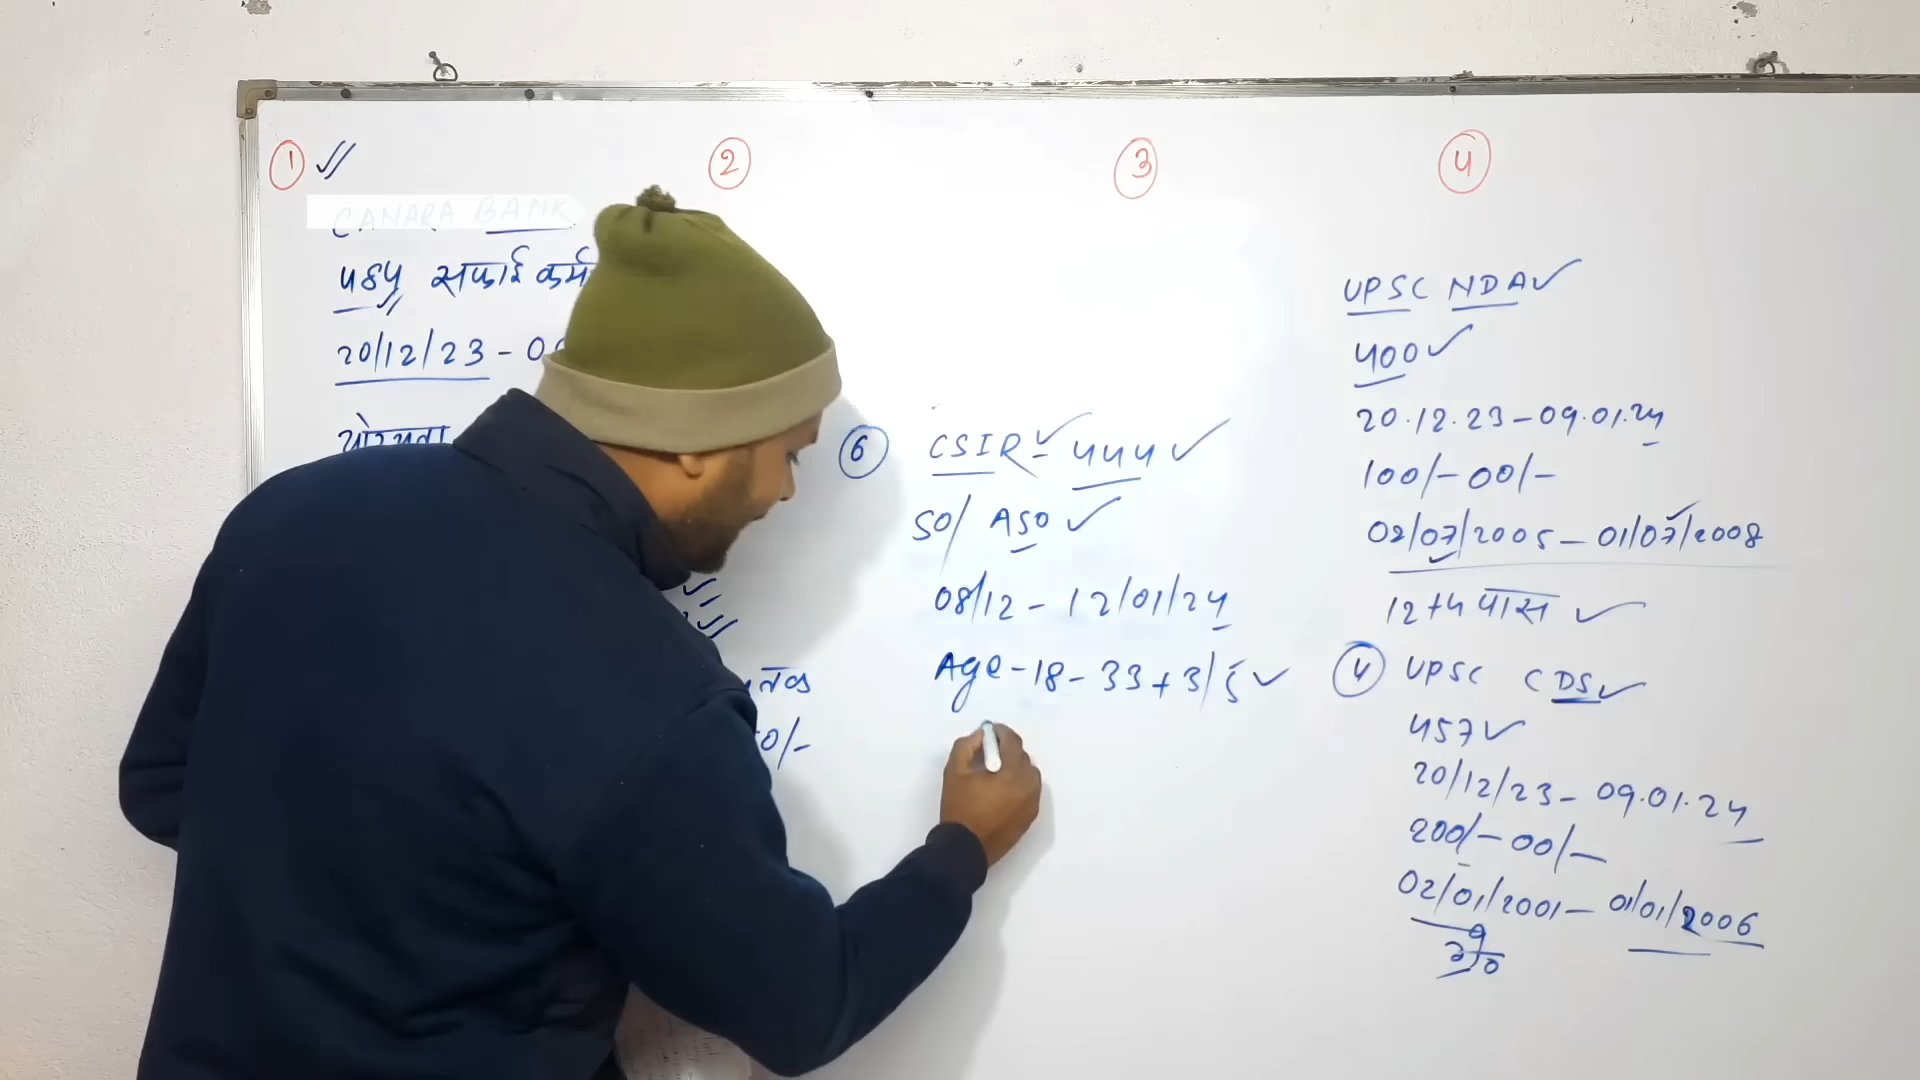 1
CANARA BANK
484 सफाई कर्म
20/12/23 - 0
योग्यता
तक
0/-
2
3
6 CSIR - 444
SO/ ASO
08/12 - 12/01/24
Age - 18 - 33 + 3/5
4
UPSC NDA
400
20.12.23 - 09.01.24
100/- 00/-
02/07/2005 - 01/07/2008
12th पास
4 UPSC CDS
457
20/12/23 - 09.01.24
200/- 00/-
02/01/2001 - 01/01/2006